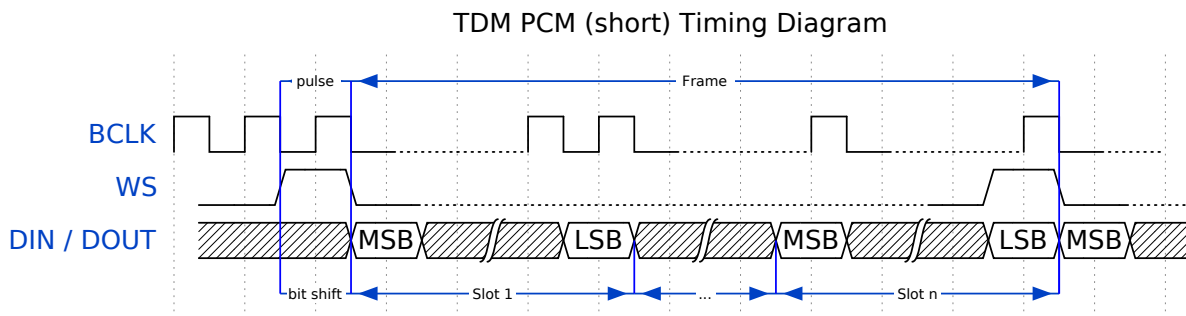 TDM PCM (short) Timing Diagram
pulse Frame
BCLK
WS
DIN / DOUT MSB LSB MSB LSB MSB
bit shift Slot 1 ... Slot n